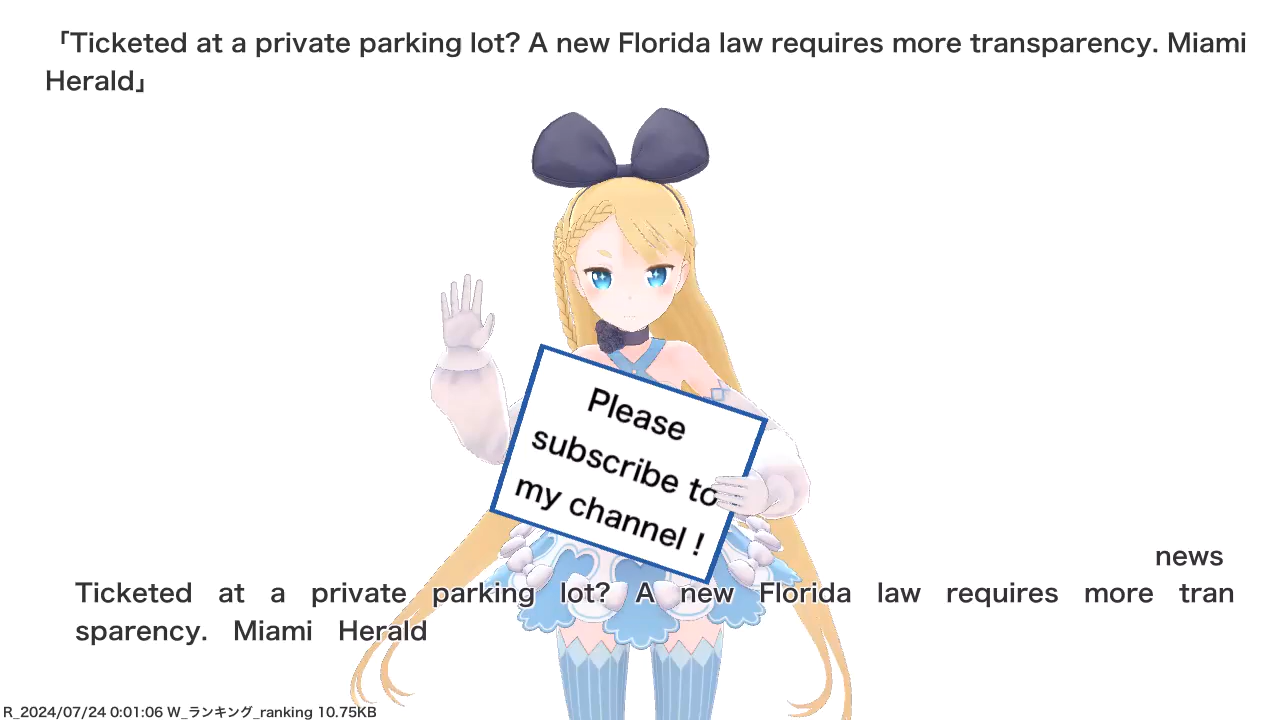 「Ticketed at a private parking lot? A new Florida law requires more transparency. Miami
Herald」
Please
subscribe to
my channel !
news
Ticketed at a private parking lot? A new Florida law requires more tran
sparency. Miami Herald
R_2024/07/24 0:01:06 W_ランキング_ranking 10.75KB